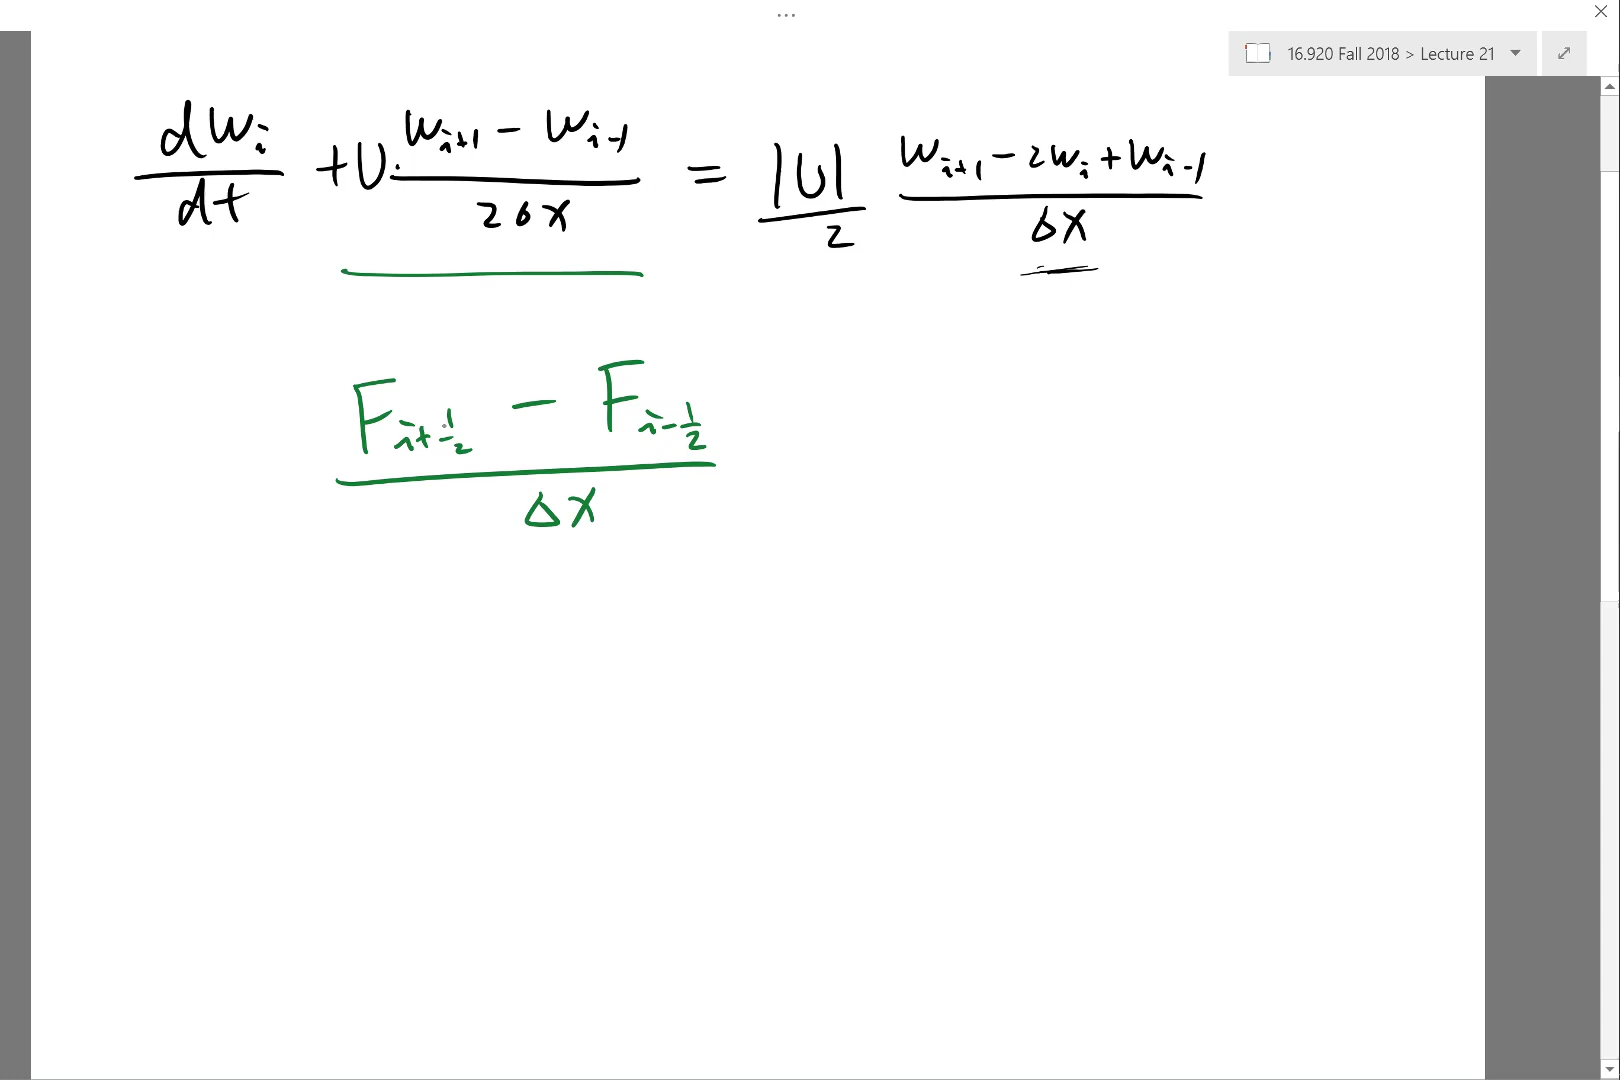 ...
16.920 Fall 2018 > Lecture 21
dw_i/dt + U · (w_{i+1} − w_{i−1})/(2Δx) = |U|/2 (w_{i+1} − 2w_i + w_{i−1})/Δx
(F_{i+1/2} − F_{i−1/2})/Δx